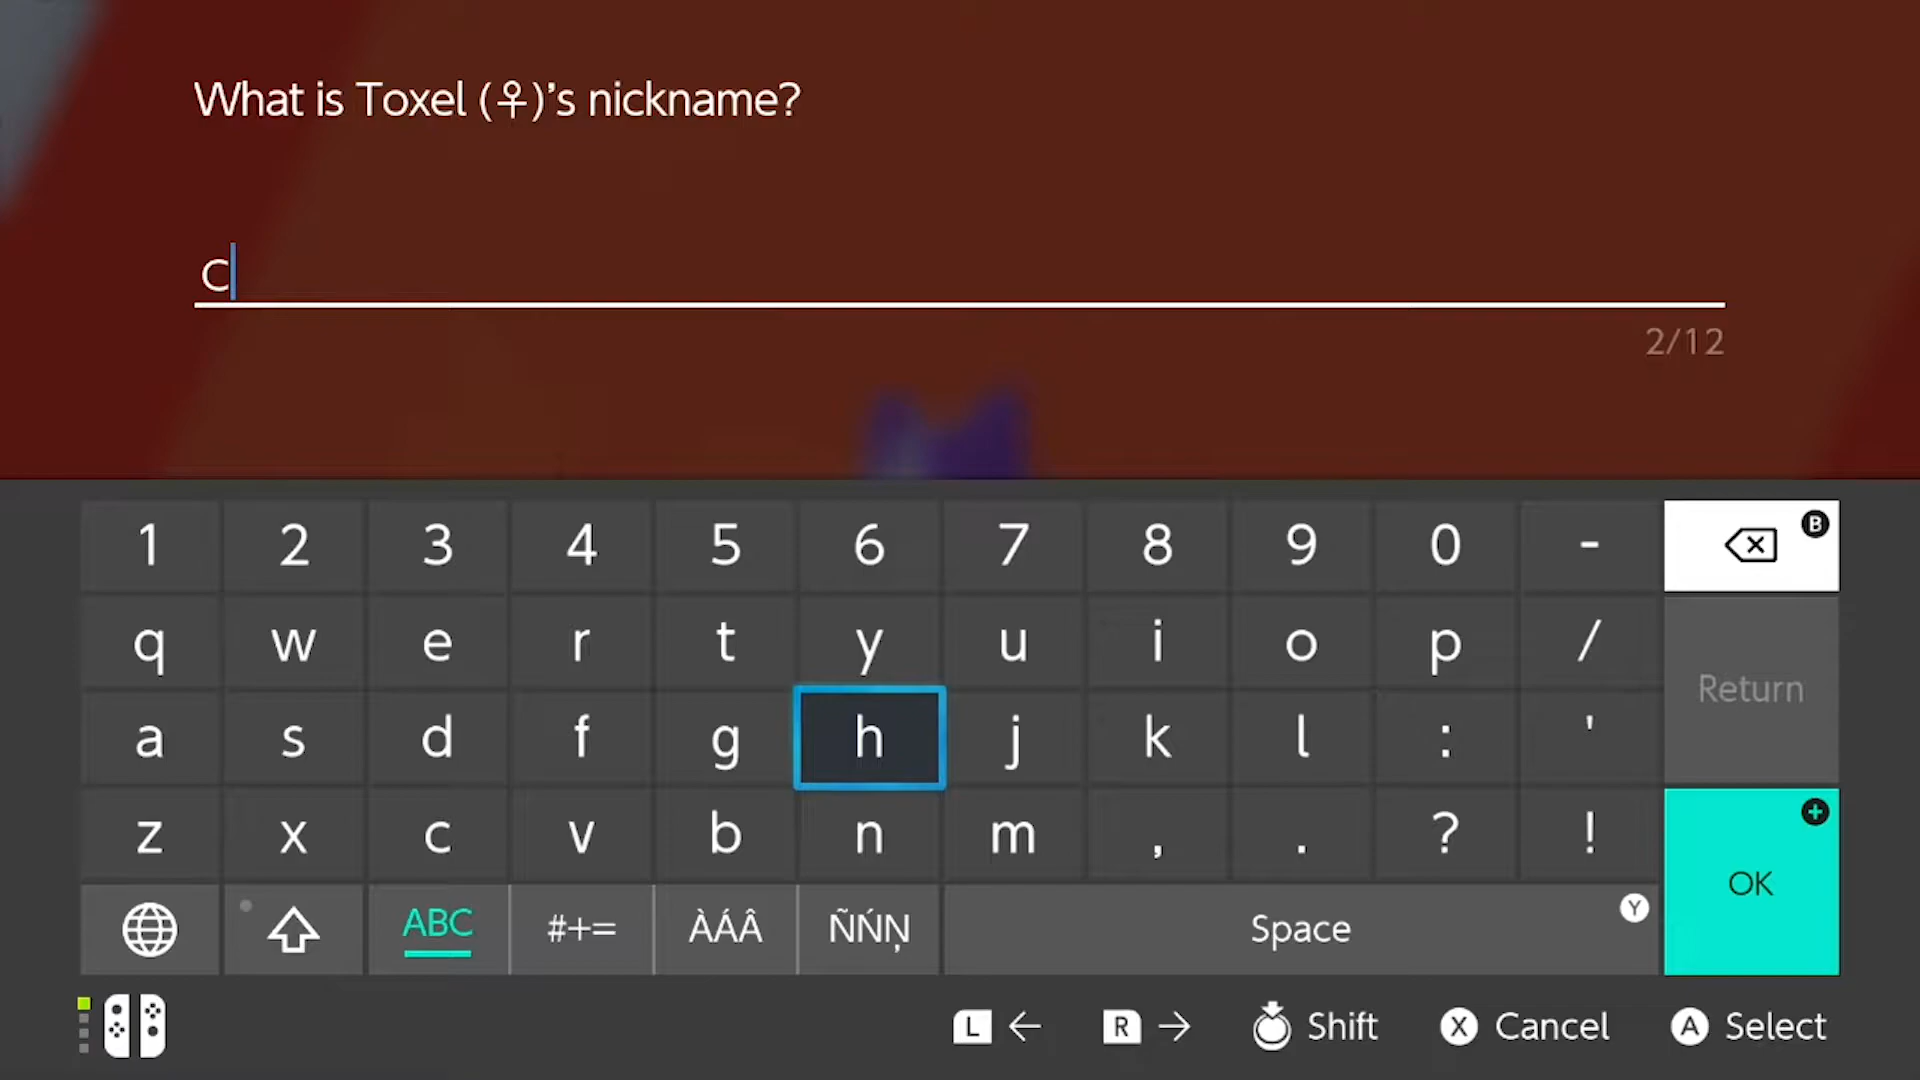 What is Toxel (♀)'s nickname?
C
2/12
1 2 3 4 5 6 7 8 9 0 - B
q w e r t y u i o p /
Return
a s d f g h j k l : '
z x c v b n m , . ? ! +
OK
ABC #+= ÀÁÂ ÑŃŅ Space Y
L ← R → Shift X Cancel A Select